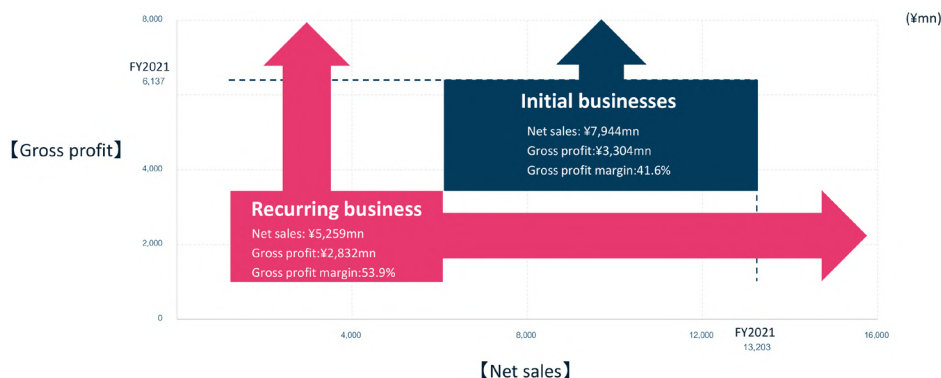 (¥mn)
8,000
FY2021
6,137
【Gross profit】
4,000
2,000
0
Initial businesses
Net sales: ¥7,944mn
Gross profit:¥3,304mn
Gross profit margin:41.6%
Recurring business
Net sales: ¥5,259mn
Gross profit:¥2,832mn
Gross profit margin:53.9%
4,000
8,000
12,000
FY2021
13,203
16,000
【Net sales】